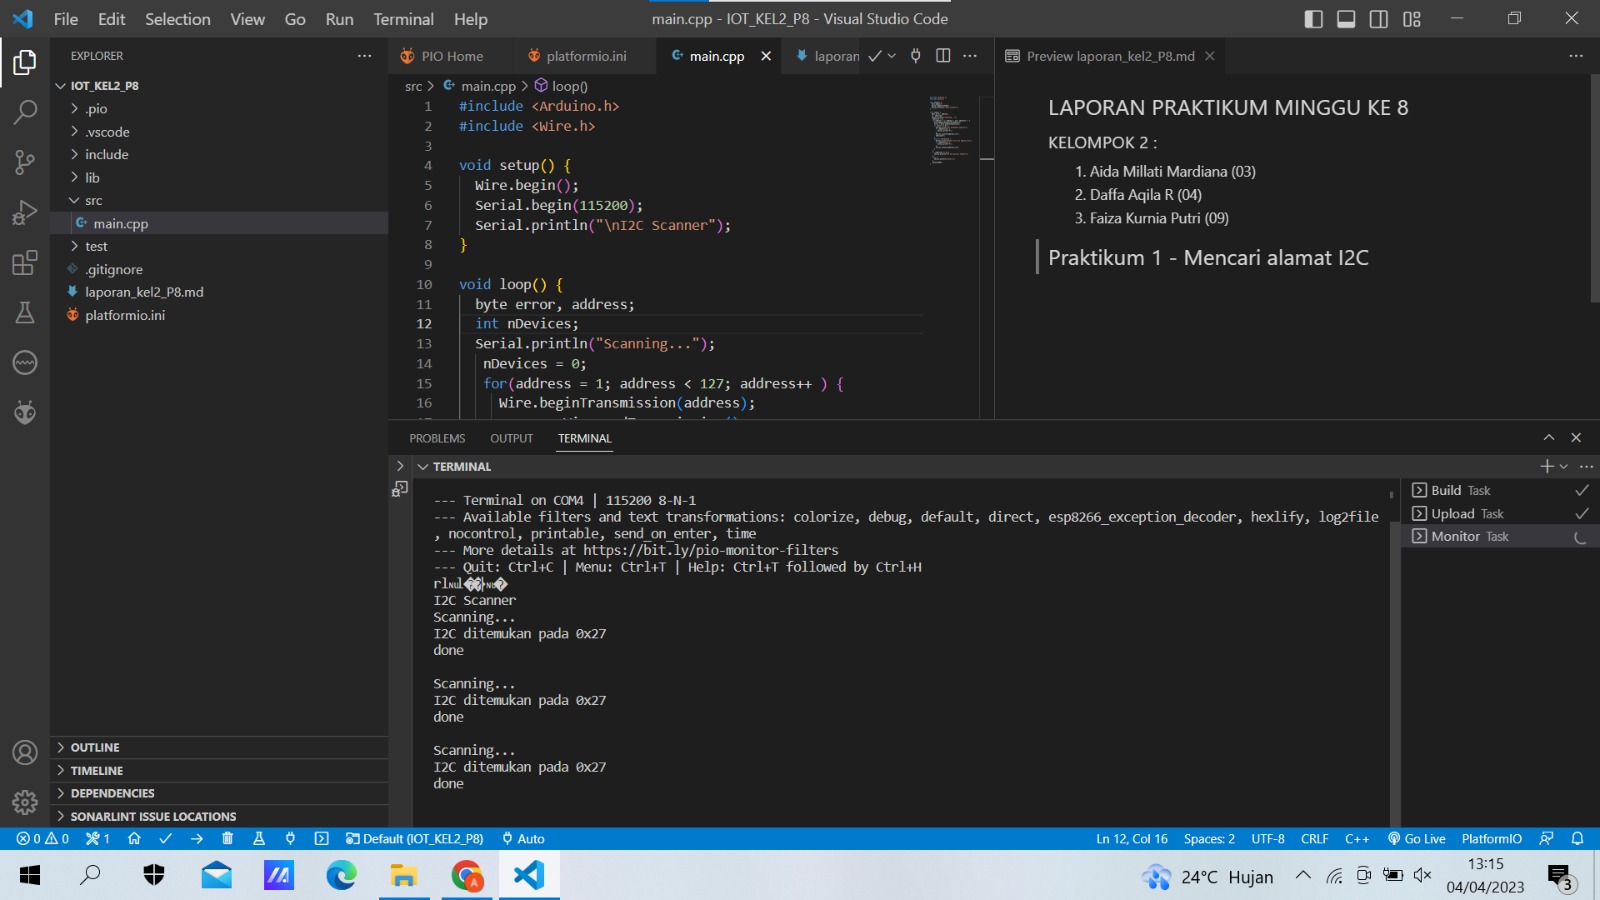 File Edit Selection View Go Run Terminal Help
main.cpp - IOT_KEL2_P8 - Visual Studio Code
EXPLORER
IOT_KEL2_P8
.pio
.vscode
include
lib
src
main.cpp
test
.gitignore
laporan_kel2_P8.md
platformio.ini
OUTLINE
TIMELINE
DEPENDENCIES
SONARLINT ISSUE LOCATIONS
PIO Home platformio.ini main.cpp laporan
src > main.cpp > loop()
1 #include <Arduino.h>
2 #include <Wire.h>
3
4 void setup() {
5 Wire.begin();
6 Serial.begin(115200);
7 Serial.println("\nI2C Scanner");
8 }
9
10 void loop() {
11 byte error, address;
12 int nDevices;
13 Serial.println("Scanning...");
14 nDevices = 0;
15 for(address = 1; address < 127; address++ ) {
16 Wire.beginTransmission(address);
Preview laporan_kel2_P8.md
LAPORAN PRAKTIKUM MINGGU KE 8
KELOMPOK 2 :
1. Aida Millati Mardiana (03)
2. Daffa Aqila R (04)
3. Faiza Kurnia Putri (09)
Praktikum 1 - Mencari alamat I2C
PROBLEMS OUTPUT TERMINAL
TERMINAL
--- Terminal on COM4 | 115200 8-N-1
--- Available filters and text transformations: colorize, debug, default, direct, esp8266_exception_decoder, hexlify, log2file
, nocontrol, printable, send_on_enter, time
--- More details at https://bit.ly/pio-monitor-filters
--- Quit: Ctrl+C | Menu: Ctrl+T | Help: Ctrl+T followed by Ctrl+H
I2C Scanner
Scanning...
I2C ditemukan pada 0x27
done
Scanning...
I2C ditemukan pada 0x27
done
Scanning...
I2C ditemukan pada 0x27
done
Build Task
Upload Task
Monitor Task
0 0 1 Default (IOT_KEL2_P8) Auto
Ln 12, Col 16 Spaces: 2 UTF-8 CRLF C++ Go Live PlatformIO
24°C Hujan
13:15
04/04/2023
3